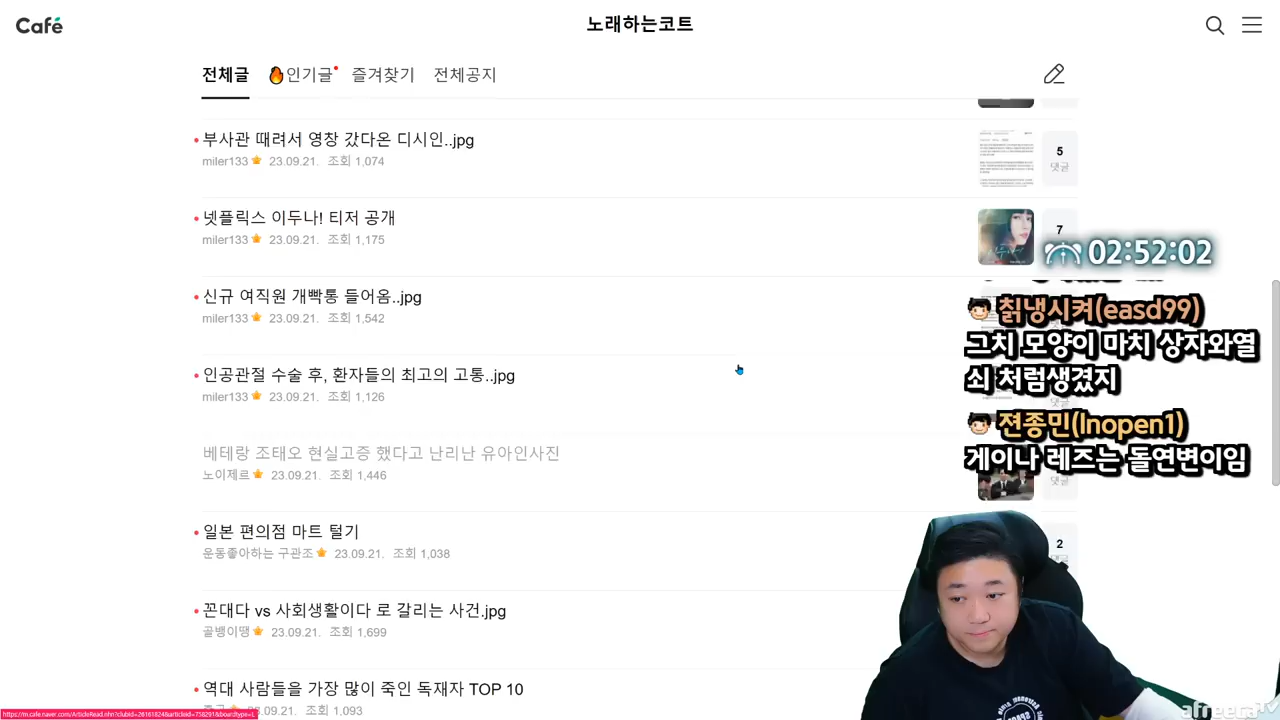 Café
노래하는코트
전체글
인기글
즐겨찾기
전체공지
부사관 때려서 영창 갓다온 디시인..jpg
miler133 23.09.21. 조회 1,074
5
댓글
넷플릭스 이두나! 티저 공개
miler133 23.09.21. 조회 1,175
7
02:52:02
신규 여직원 개빡통 들어옴..jpg
miler133 23.09.21. 조회 1,542
칡냉시켜(easd99)
그치 모양이 마치 상자와열
쇠 처럼생겼지
인공관절 수술 후, 환자들의 최고의 고통..jpg
miler133 23.09.21. 조회 1,126
젼종민(lnopen1)
게이나 레즈는 돌연변이임
베테랑 조태오 현실고증 했다고 난리난 유아인사진
노이제르 23.09.21. 조회 1,446
댓글
일본 편의점 마트 털기
운동좋아하는 구관조 23.09.21. 조회 1,038
2
댓글
꼰대다 vs 사회생활이다 로 갈리는 사건.jpg
골뱅이땡 23.09.21. 조회 1,699
역대 사람들을 가장 많이 죽인 독재자 TOP 10
.09.21. 조회 1,093
afreecaTV